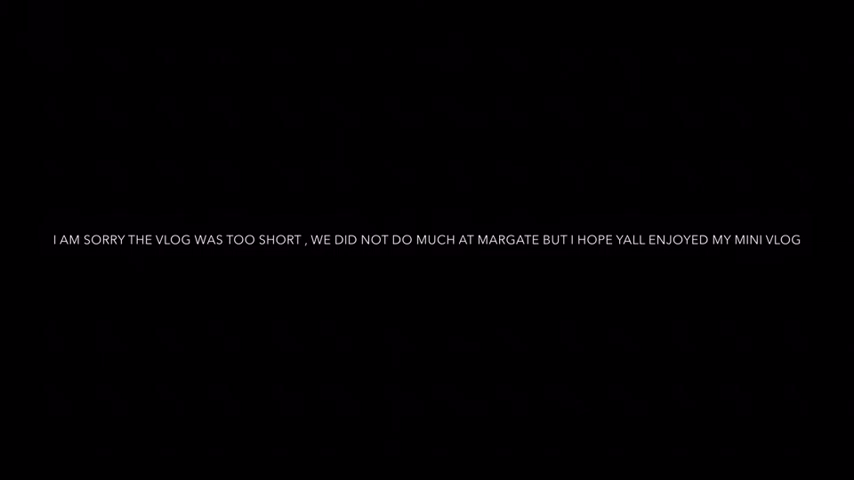 I AM SORRY THE VLOG WAS TOO SHORT , WE DID NOT DO MUCH AT MARGATE BUT I HOPE YALL ENJOYED MY MINI VLOG